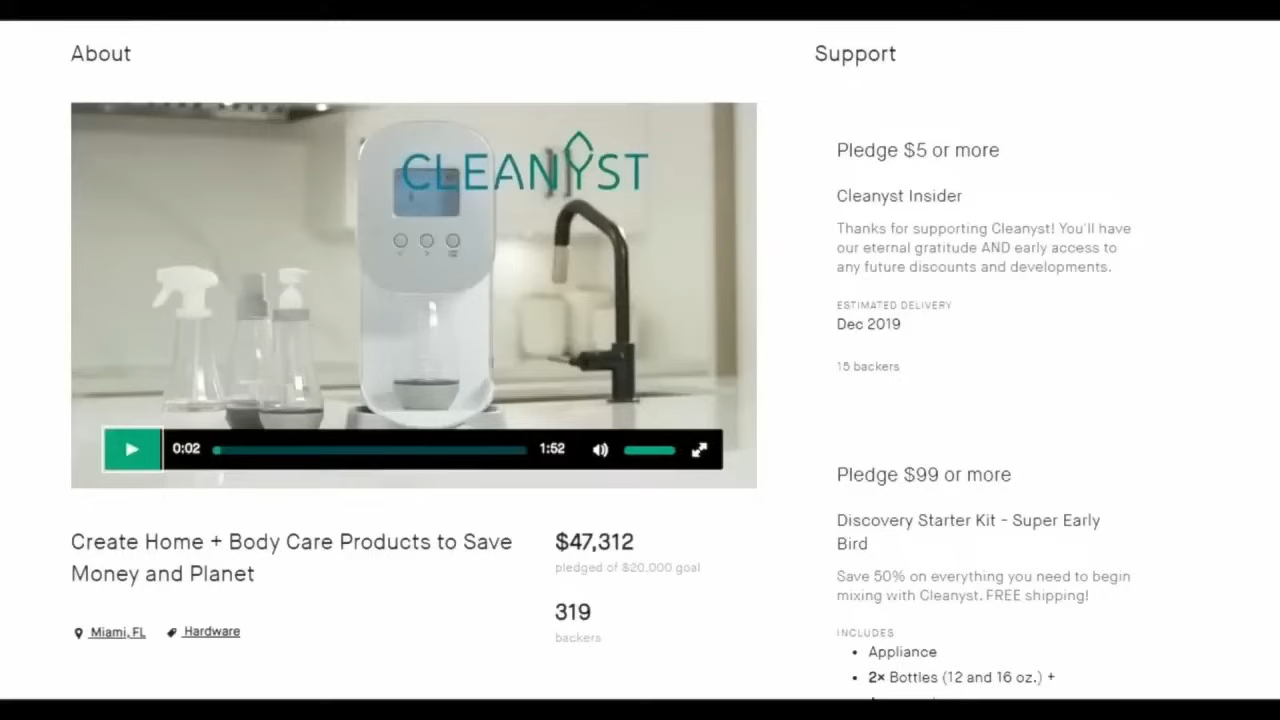 About
CLEANYST
0:02
1:52
Create Home + Body Care Products to Save
Money and Planet
Miami, FL
Hardware
$47,312
pledged of $20,000 goal
319
backers
Support
Pledge $5 or more
Cleanyst Insider
Thanks for supporting Cleanyst! You'll have
our eternal gratitude AND early access to
any future discounts and developments.
ESTIMATED DELIVERY
Dec 2019
15 backers
Pledge $99 or more
Discovery Starter Kit - Super Early
Bird
Save 50% on everything you need to begin
mixing with Cleanyst. FREE shipping!
INCLUDES
• Appliance
• 2× Bottles (12 and 16 oz.) +